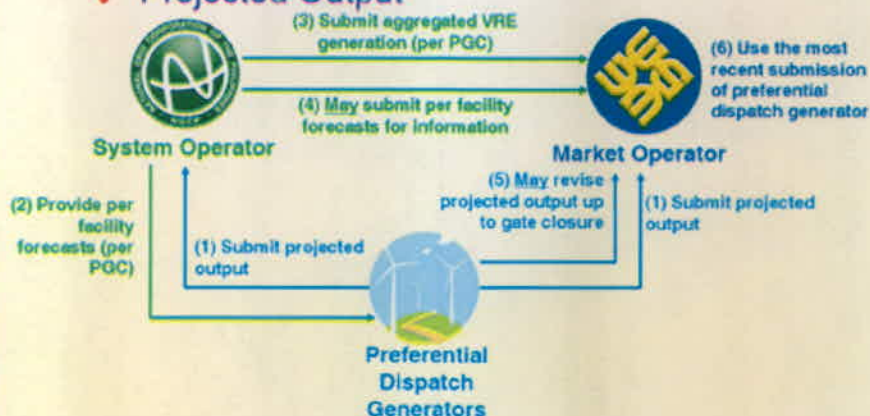 Projected Output
(3) Submit aggregated VRE
generation (per PGC)
(4) May submit per facility
forecasts for information
(6) Use the most
recent submission
of preferential
dispatch generator
System Operator
Market Operator
(2) Provide per
facility
forecasts (per
PGC)
(1) Submit projected
output
(5) May revise
projected output up
to gate closure
(1) Submit projected
output
Preferential
Dispatch
Generators